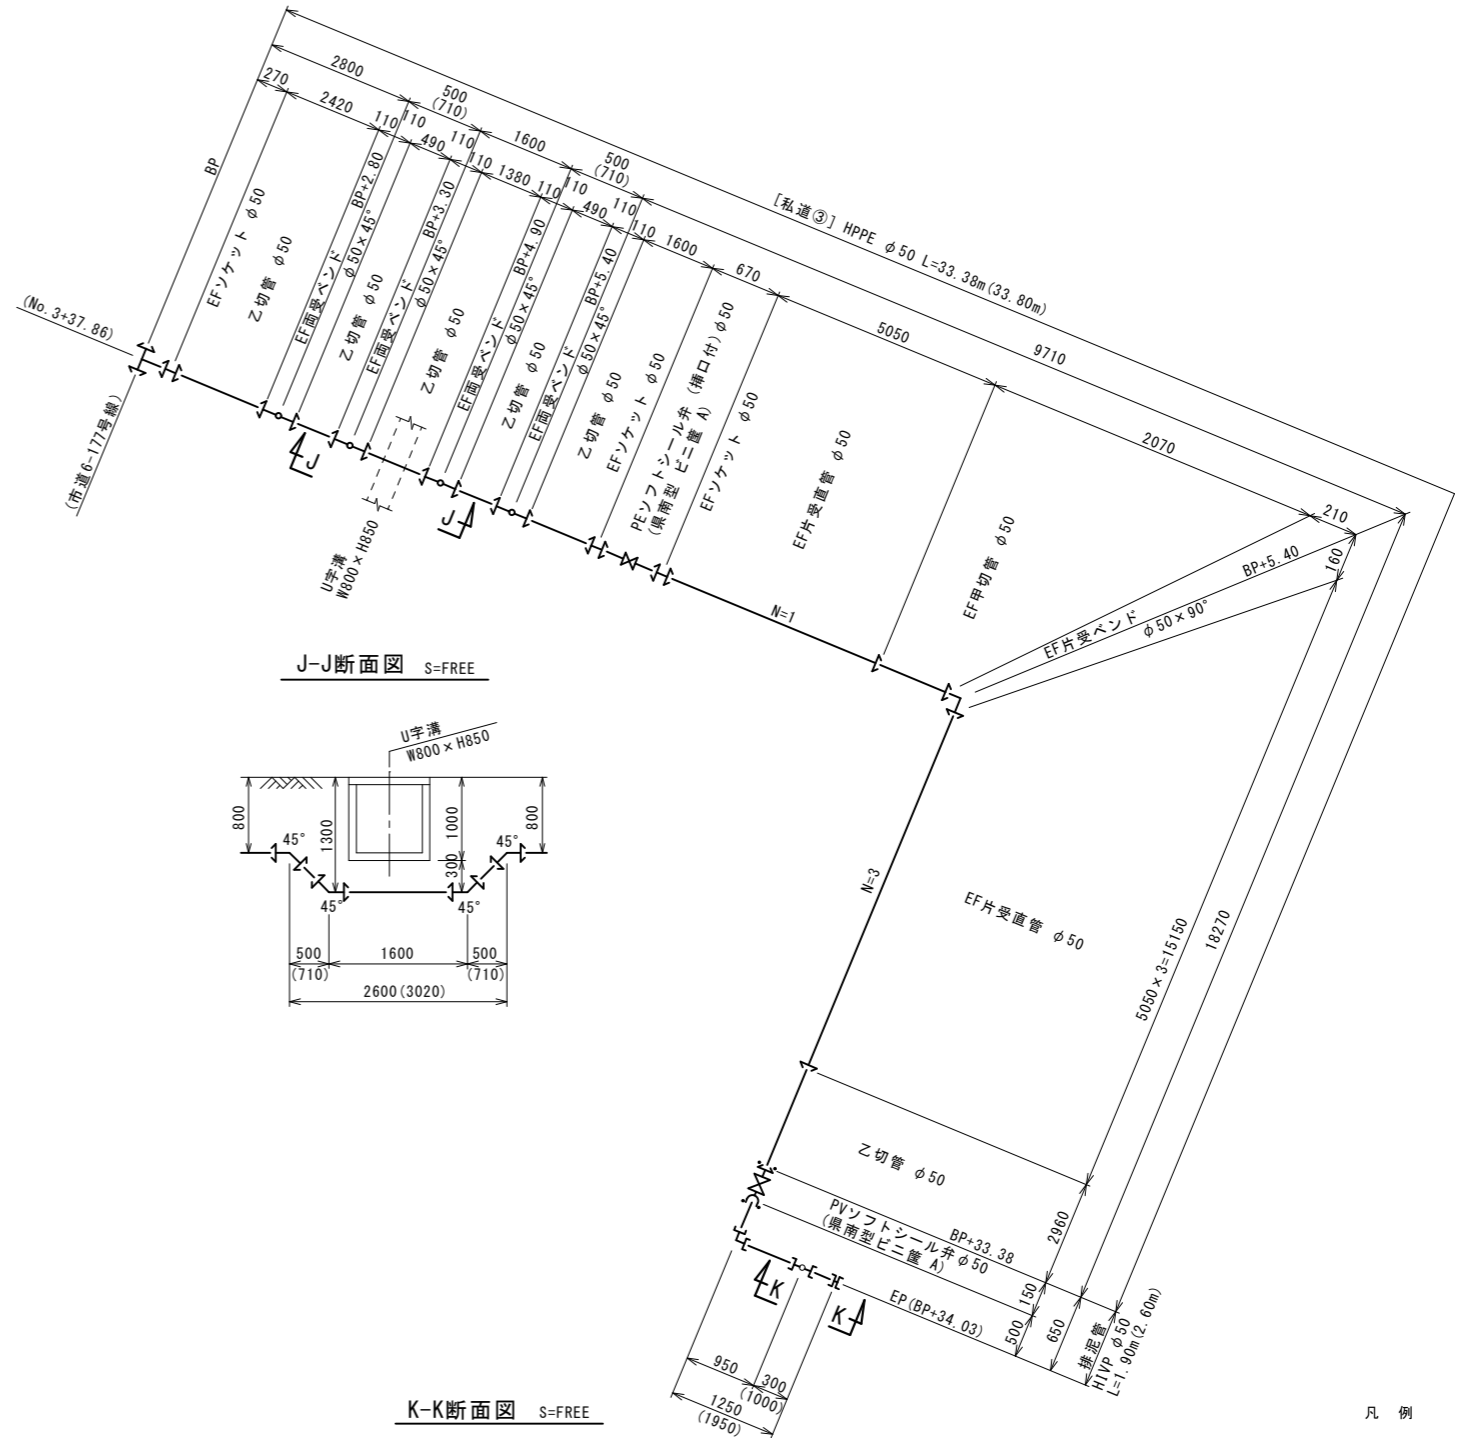 2800
270
2420
500
(710)
110
110
490
110
110
1600
1380
500
(710)
110
110
490
110
110
1600
670
[私道③] HPPE φ50 L=33.38m(33.80m)
5050
9710
2070
210
160
BP
(No.3+37.86)
(市道6-177号線)
EFソケット φ50
乙切管 φ50
EF両受ベンド
BP+2.80
φ50×45°
乙切管 φ50
EF両受ベンド
BP+3.30
φ50×45°
乙切管 φ50
EF両受ベンド
BP+4.90
φ50×45°
乙切管 φ50
EF両受ベンド
BP+5.40
φ50×45°
乙切管 φ50
EFソケット φ50
PEソフトシール弁 (挿口付)φ50
(県南型 ビニ筐 A)
EFソケット φ50
EF片受直管 φ50
EF甲切管 φ50
BP+5.40
EF片受ベンド
φ50×90°
J
J
U字溝
W800×H850
N=1
J-J断面図 S=FREE
U字溝
W800×H850
800
45°
1300
1000
300
45°
800
45°
45°
500
(710)
1600
500
(710)
2600(3020)
N=3
EF片受直管 φ50
5050×3=15150
18270
乙切管 φ50
2960
BP+33.38
PVソフトシール弁φ50
(県南型ビニ筐 A)
150
EP(BP+34.03)
500
650
排泥管
HIVP φ50
L=1.90m(2.60m)
K
K
950
300
(1000)
1250
(1950)
K-K断面図 S=FREE
凡 例